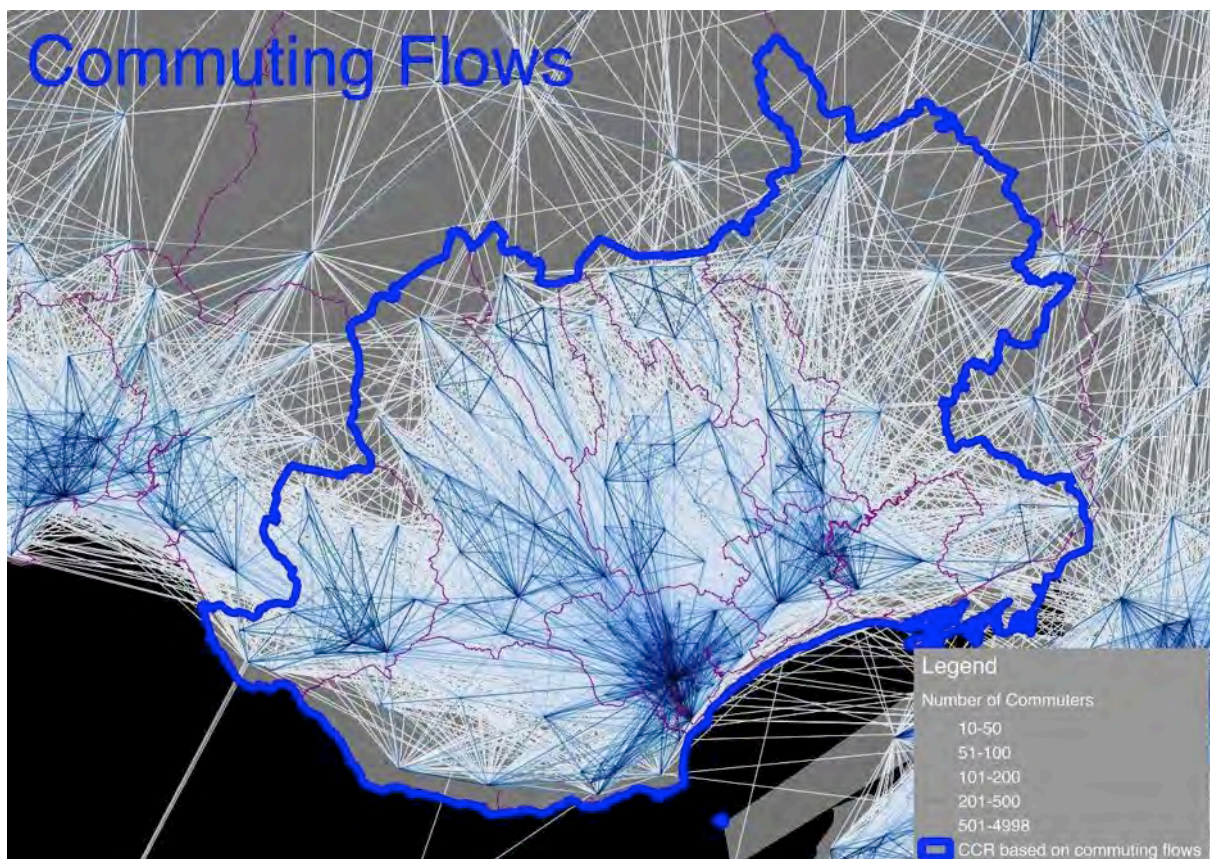 Commuting Flows
Legend
Number of Commuters
10-50
51-100
101-200
201-500
501-4998
CCR based on commuting flows